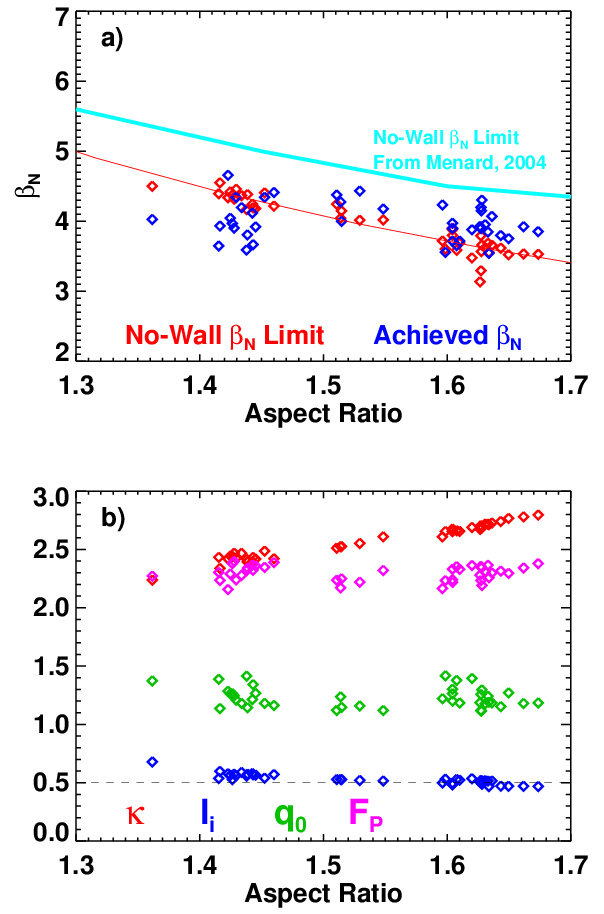 7
a)
6
No-Wall βN Limit
From Menard, 2004
5
βN
4
3
No-Wall βN Limit
Achieved βN
2
1.3 1.4 1.5 1.6 1.7
Aspect Ratio
3.0
b)
2.5
2.0
1.5
1.0
0.5
κ li q0 FP
0.0
1.3 1.4 1.5 1.6 1.7
Aspect Ratio